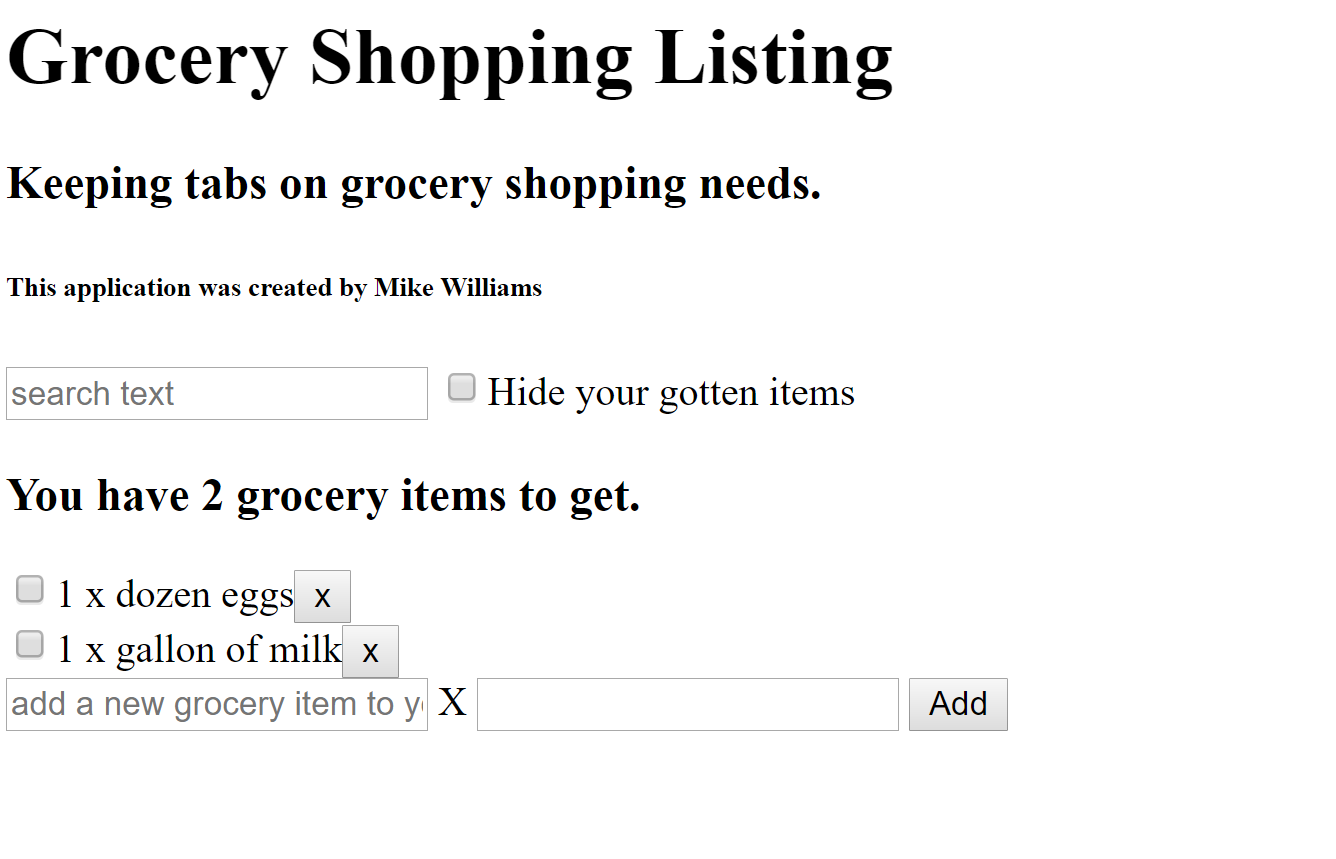 Grocery Shopping Listing
Keeping tabs on grocery shopping needs.
This application was created by Mike Williams
search text Hide your gotten items
You have 2 grocery items to get.
1 x dozen eggs x
1 x gallon of milk x
add a new grocery item to X Add